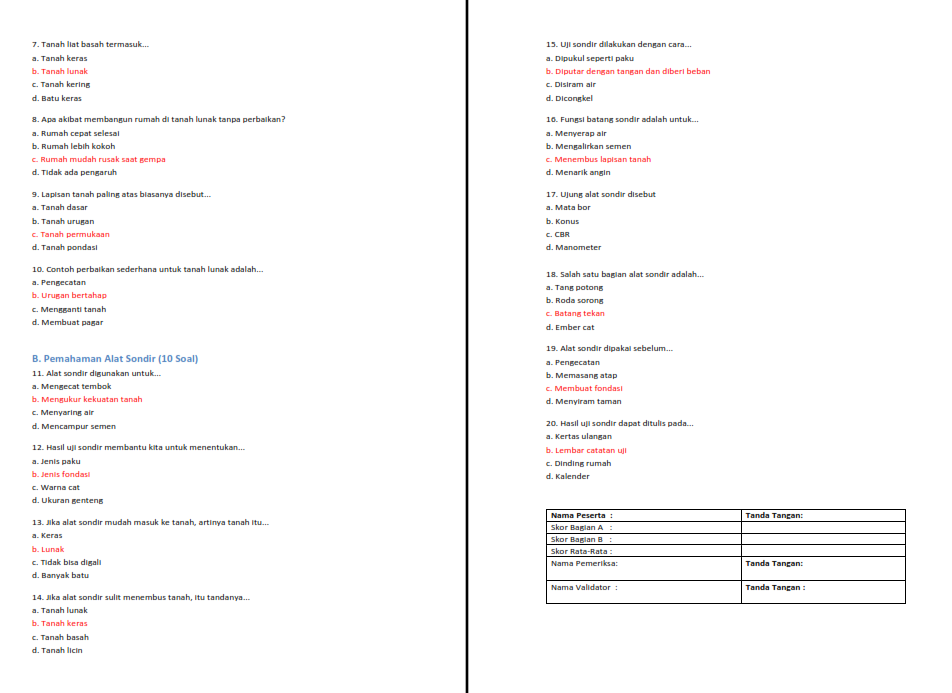 7. Tanah liat basah termasuk...
a. Tanah keras
b. Tanah lunak
c. Tanah kering
d. Batu keras
8. Apa akibat membangun rumah di tanah lunak tanpa perbaikan?
a. Rumah cepat selesai
b. Rumah lebih kokoh
c. Rumah mudah rusak saat gempa
d. Tidak ada pengaruh
9. Lapisan tanah paling atas biasanya disebut...
a. Tanah dasar
b. Tanah urugan
c. Tanah permukaan
d. Tanah pondasi
10. Contoh perbaikan sederhana untuk tanah lunak adalah...
a. Pengecatan
b. Urugan bertahap
c. Mengganti tanah
d. Membuat pagar
B. Pemahaman Alat Sondir (10 Soal)
11. Alat sondir digunakan untuk...
a. Mengecat tembok
b. Mengukur kekuatan tanah
c. Menyaring air
d. Mencampur semen
12. Hasil uji sondir membantu kita untuk menentukan...
a. Jenis paku
b. Jenis fondasi
c. Warna cat
d. Ukuran genteng
13. Jika alat sondir mudah masuk ke tanah, artinya tanah itu...
a. Keras
b. Lunak
c. Tidak bisa digali
d. Banyak batu
14. Jika alat sondir sulit menembus tanah, itu tandanya...
a. Tanah lunak
b. Tanah keras
c. Tanah basah
d. Tanah licin
15. Uji sondir dilakukan dengan cara...
a. Dipukul seperti paku
b. Diputar dengan tangan dan diberi beban
c. Disiram air
d. Dicongkel
16. Fungsi batang sondir adalah untuk...
a. Menyerap air
b. Mengalirkan semen
c. Menembus lapisan tanah
d. Menarik angin
17. Ujung alat sondir disebut
a. Mata bor
b. Konus
c. CBR
d. Manometer
18. Salah satu bagian alat sondir adalah...
a. Tang potong
b. Roda sorong
c. Batang tekan
d. Ember cat
19. Alat sondir dipakai sebelum...
a. Pengecatan
b. Memasang atap
c. Membuat fondasi
d. Menyiram taman
20. Hasil uji sondir dapat ditulis pada...
a. Kertas ulangan
b. Lembar catatan uji
c. Dinding rumah
d. Kalender
Nama Peserta : Tanda Tangan:
Skor Bagian A :
Skor Bagian B :
Skor Rata-Rata :
Nama Pemeriksa: Tanda Tangan:
Nama Validator : Tanda Tangan :